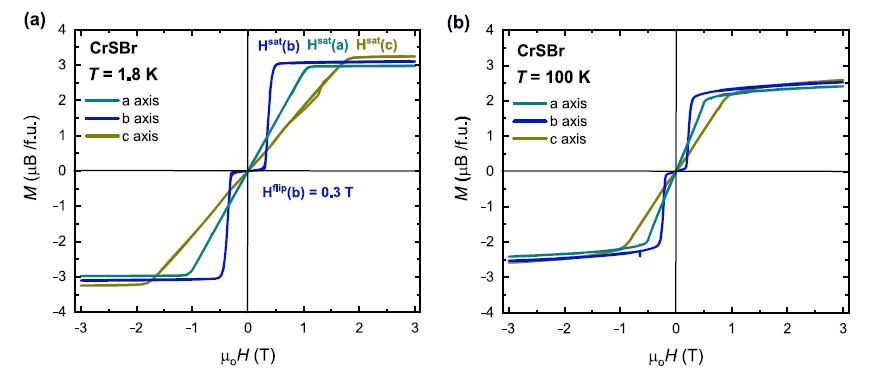 (a)
CrSBr
T = 1.8 K
a axis
b axis
c axis
H^sat(b) H^sat(a) H^sat(c)
H^flip(b) = 0.3 T
M (μB /f.u.)
4
3
2
1
0
-1
-2
-3
-4
-3 -2 -1 0 1 2 3
μoH (T)
(b)
CrSBr
T = 100 K
a axis
b axis
c axis
M (μB /f.u.)
4
3
2
1
0
-1
-2
-3
-4
-3 -2 -1 0 1 2 3
μoH (T)